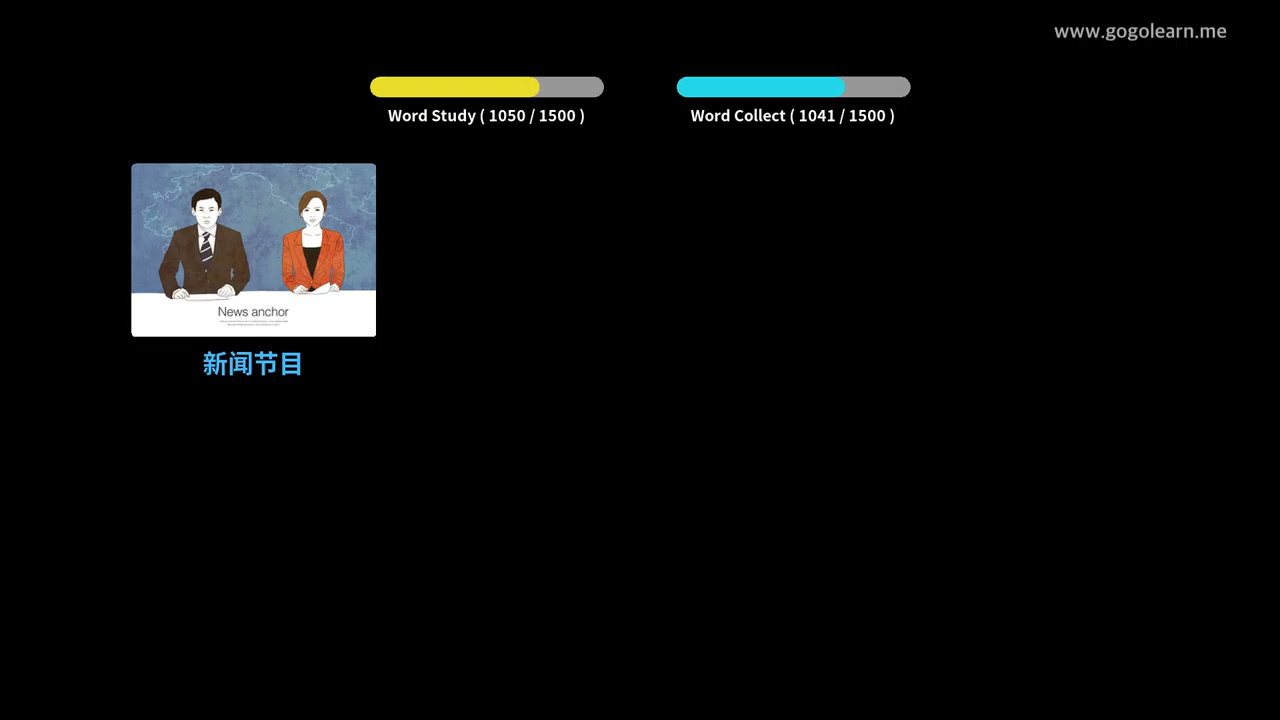 www.gogolearn.me
Word Study ( 1050 / 1500 )
Word Collect ( 1041 / 1500 )
News anchor
新闻节目